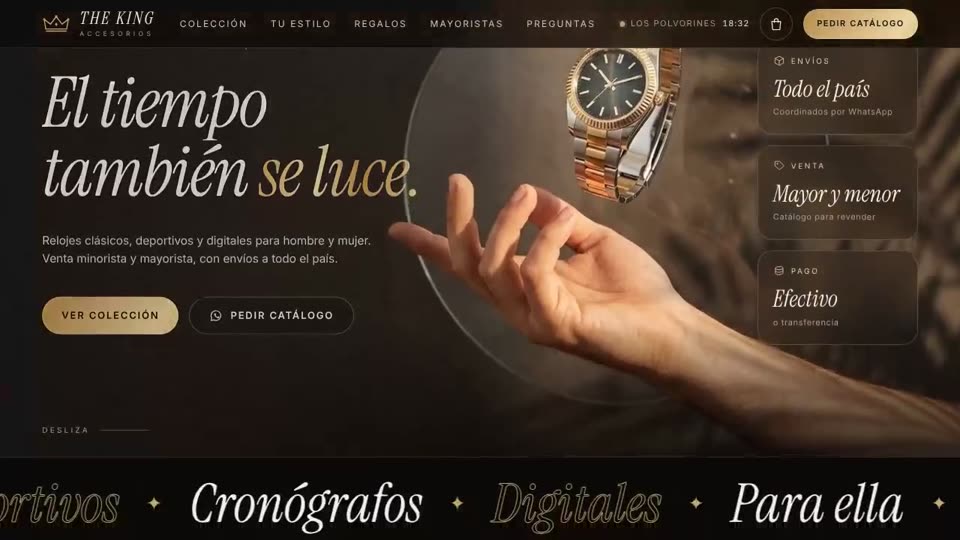 THE KING
ACCESORIOS
COLECCIÓN
TU ESTILO
REGALOS
MAYORISTAS
PREGUNTAS
LOS POLVORINES 18:32
PEDIR CATÁLOGO
El tiempo
también se luce.
Relojes clásicos, deportivos y digitales para hombre y mujer.
Venta minorista y mayorista, con envíos a todo el país.
VER COLECCIÓN
PEDIR CATÁLOGO
ENVÍOS
Todo el país
Coordinados por WhatsApp
VENTA
Mayor y menor
Catálogo para revender
PAGO
Efectivo
o transferencia
DESLIZA
ortivos ✦ Cronógrafos ✦ Digitales ✦ Para ella ✦